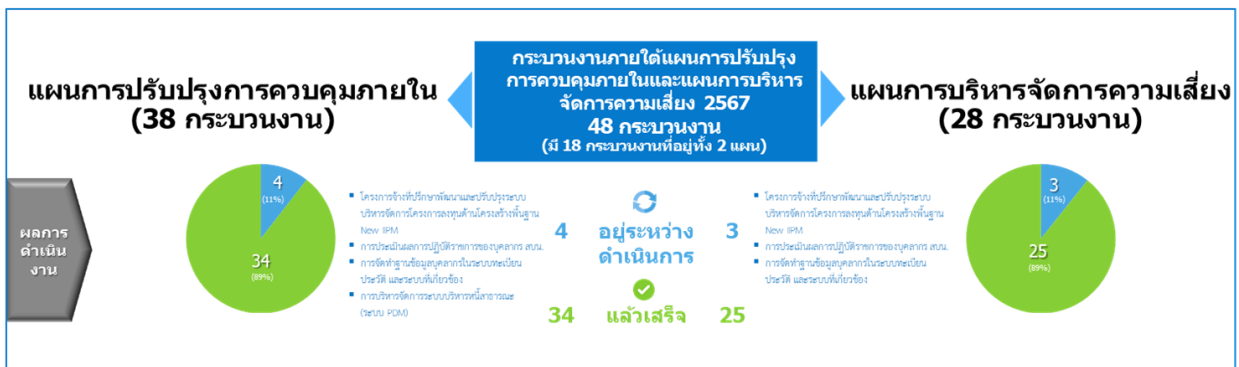 กระบวนงานภายใต้แผนการปรับปรุง
การควบคุมภายในและแผนการบริหาร
จัดการความเสี่ยง 2567
48 กระบวนงาน
(มี 18 กระบวนงานที่อยู่ทั้ง 2 แผน)
แผนการปรับปรุงการควบคุมภายใน
(38 กระบวนงาน)
แผนการบริหารจัดการความเสี่ยง
(28 กระบวนงาน)
ผลการ
ดำเนิน
งาน
4
(11%)
34
(89%)
▪ โครงการจ้างที่ปรึกษาพัฒนาและปรับปรุงระบบ
บริหารจัดการโครงการลงทุนด้านโครงสร้างพื้นฐาน
New IPM
▪ การประเมินผลการปฏิบัติราชการของบุคลากร สบน.
▪ การจัดทำฐานข้อมูลบุคลากรในระบบทะเบียน
ประวัติ และระบบที่เกี่ยวข้อง
▪ การบริหารจัดการระบบบริหารหนี้สาธารณะ
(ระบบ PDM)
4 อยู่ระหว่าง 3
ดำเนินการ
34 แล้วเสร็จ 25
▪ โครงการจ้างที่ปรึกษาพัฒนาและปรับปรุงระบบ
บริหารจัดการโครงการลงทุนด้านโครงสร้างพื้นฐาน
New IPM
▪ การประเมินผลการปฏิบัติราชการของบุคลากร สบน.
▪ การจัดทำฐานข้อมูลบุคลากรในระบบทะเบียน
ประวัติ และระบบที่เกี่ยวข้อง
3
(11%)
25
(89%)